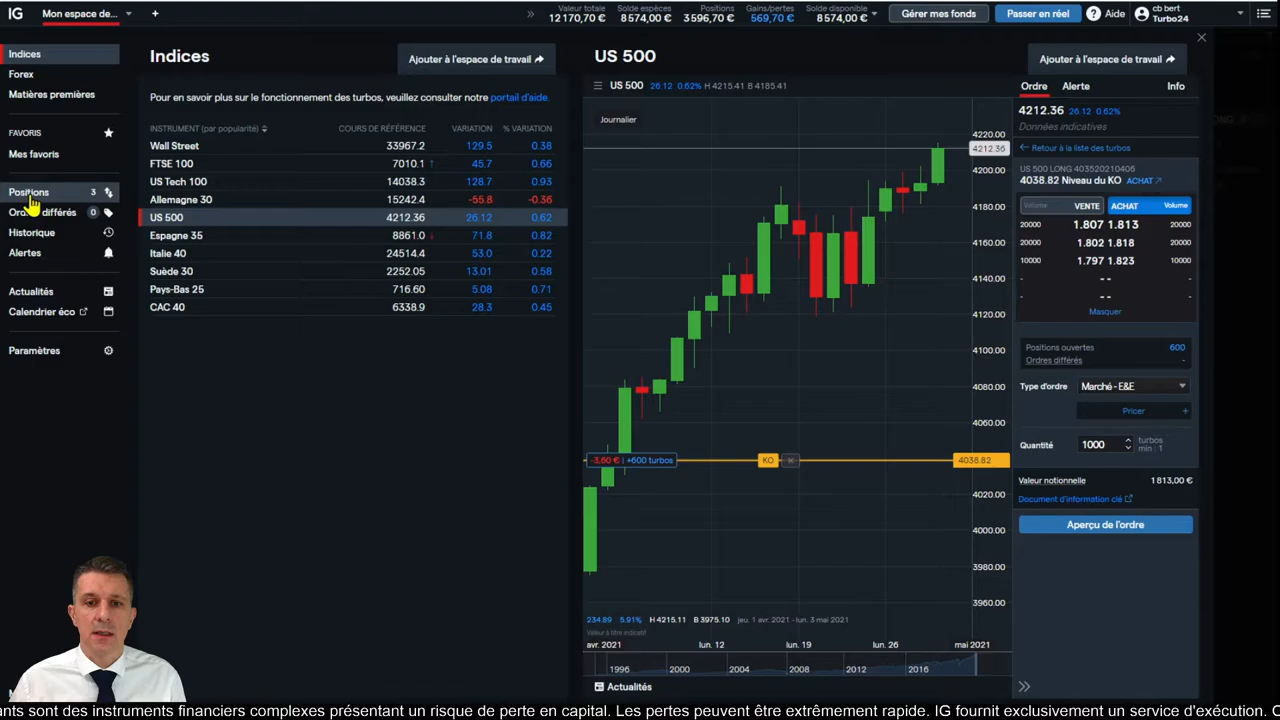 IG
Mon espace de...
+
Valeur totale
12 170,70 €
Solde espèces
8 574,00 €
Positions
3 596,70 €
Gains/pertes
569,70 €
Solde disponible
8 574,00 €
Gérer mes fonds
Passer en réel
? Aide
cb bert
Turbo24
Indices
Forex
Matières premières
FAVORIS
Mes favoris
Positions 3
différés 0
Historique
Alertes
Actualités
Calendrier éco
Paramètres
Indices
Ajouter à l'espace de travail
Pour en savoir plus sur le fonctionnement des turbos, veuillez consulter notre portail d'aide.
INSTRUMENT (par popularité) COURS DE RÉFÉRENCE VARIATION % VARIATION
Wall Street 33967.2 129.5 0.38
FTSE 100 7010.1 45.7 0.66
US Tech 100 14038.3 128.7 0.93
Allemagne 30 15242.4 -55.8 -0.36
US 500 4212.36 26.12 0.62
Espagne 35 8861.0 71.8 0.82
Italie 40 24514.4 53.0 0.22
Suède 30 2252.05 13.01 0.58
Pays-Bas 25 716.60 5.08 0.71
CAC 40 6338.9 28.3 0.45
US 500
Ajouter à l'espace de travail
US 500 26.12 0.62% H 4215.41 B 4185.41
Journalier
4220.00
4212.36
4200.00
4180.00
4160.00
4140.00
4120.00
4100.00
4080.00
4060.00
-3,60 € | +600 turbos KO 4038.82
4020.00
4000.00
3980.00
3960.00
234.89 5.91% H 4215.11 B 3975.10 jeu. 1 avr. 2021 - lun. 3 mai 2021
Valeur à titre indicatif
avr. 2021 lun. 12 lun. 19 lun. 26 mai 2021
1996 2000 2004 2008 2012 2016
Actualités
Ordre Alerte Info
4212.36 26.12 0.62%
Données indicatives
Retour à la liste des turbos
US 500 LONG 403520210406
4038.82 Niveau du KO ACHAT
Volume VENTE ACHAT Volume
20000 1.807 1.813 20000
20000 1.802 1.818 20000
10000 1.797 1.823 10000
- -
- - -
- - -
Masquer
Positions ouvertes 600
Ordres différés -
Type d'ordre Marché - E&E
Pricer +
Quantité 1000 turbos
min : 1
Valeur notionnelle 1 813,00 €
Document d'information clé
Aperçu de l'ordre
ants sont des instruments financiers complexes présentant un risque de perte en capital. Les pertes peuvent être extrêmement rapide. IG fournit exclusivement un service d'exécution. C